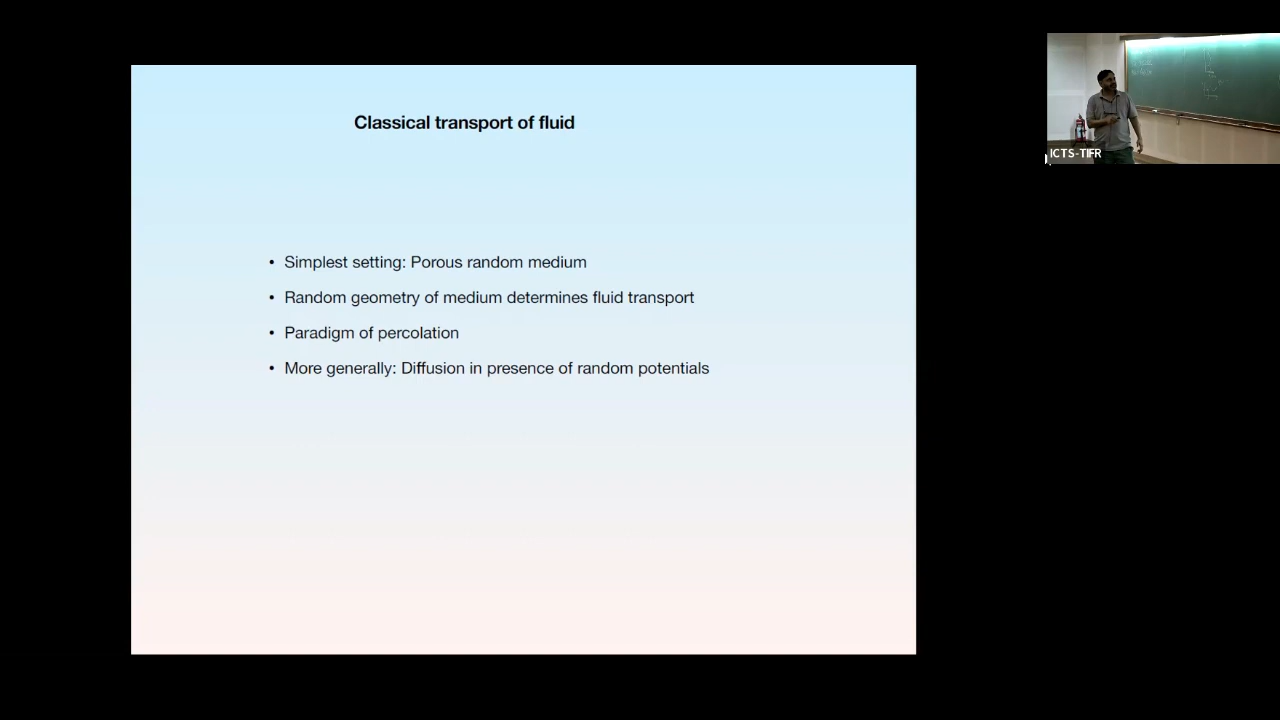 Classical transport of fluid
• Simplest setting: Porous random medium
• Random geometry of medium determines fluid transport
• Paradigm of percolation
• More generally: Diffusion in presence of random potentials
ICTS-TIFR